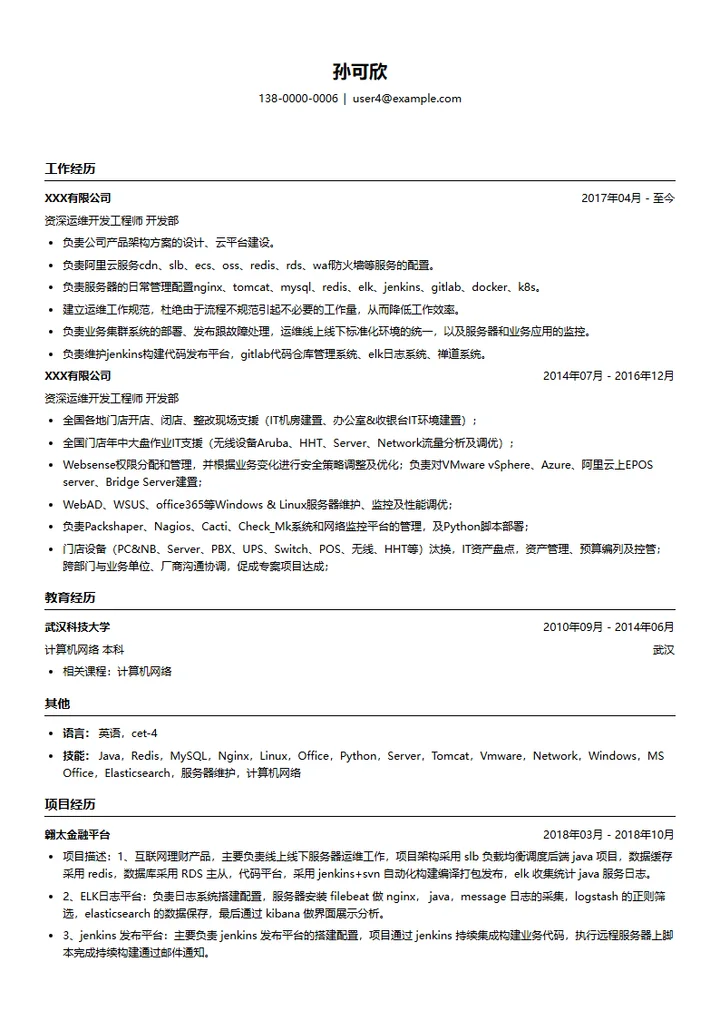 孙可欣
138-0000-0006 | user4@example.com
工作经历
XXX有限公司 2017年04月 - 至今
资深运维开发工程师 开发部
• 负责公司产品架构方案的设计、云平台建设。
• 负责阿里云服务cdn、slb、ecs、oss、redis、rds、waf防火墙等服务的配置。
• 负责服务器的日常管理配置nginx、tomcat、mysql、redis、elk、jenkins、gitlab、docker、k8s。
• 建立运维工作规范，杜绝由于流程不规范引起不必要的工作量，从而降低工作效率。
• 负责业务集群系统的部署、发布跟故障处理，运维线上线下标准化环境的统一，以及服务器和业务应用的监控。
• 负责维护jenkins构建代码发布平台，gitlab代码仓库管理系统、elk日志系统、禅道系统。
XXX有限公司 2014年07月 - 2016年12月
资深运维开发工程师 开发部
• 全国各地门店开店、闭店、整改现场支援（IT机房建置、办公室&收银台IT环境建置）；
• 全国门店年中大盘作业IT支援（无线设备Aruba、HHT、Server、Network流量分析及调优）；
• Websense权限分配和管理，并根据业务变化进行安全策略调整及优化；负责对VMware vSphere、Azure、阿里云上EPOS
server、Bridge Server建置；
• WebAD、WSUS、office365等Windows & Linux服务器维护、监控及性能调优；
• 负责Packshaper、Nagios、Cacti、Check_Mk系统和网络监控平台的管理，及Python脚本部署；
• 门店设备（PC&NB、Server、PBX、UPS、Switch、POS、无线、HHT等）汰换，IT资产盘点，资产管理、预算编列及控管；
跨部门与业务单位、厂商沟通协调，促成专案项目达成；
教育经历
武汉科技大学 2010年09月 - 2014年06月
计算机网络 本科 武汉
• 相关课程：计算机网络
其他
• 语言： 英语，cet-4
• 技能： Java，Redis，MySQL，Nginx，Linux，Office，Python，Server，Tomcat，Vmware，Network，Windows，MS
Office，Elasticsearch，服务器维护，计算机网络
项目经历
翱太金融平台 2018年03月 - 2018年10月
• 项目描述：1、互联网理财产品，主要负责线上线下服务器运维工作，项目架构采用 slb 负载均衡调度后端 java 项目，数据缓存
采用 redis，数据库采用 RDS 主从，代码平台，采用 jenkins+svn 自动化构建编译打包发布，elk 收集统计 java 服务日志。
• 2、ELK日志平台：负责日志系统搭建配置，服务器安装 filebeat 做 nginx， java，message 日志的采集，logstash 的正则筛
选，elasticsearch 的数据保存，最后通过 kibana 做界面展示分析。
• 3、jenkins 发布平台：主要负责 jenkins 发布平台的搭建配置，项目通过 jenkins 持续集成构建业务代码，执行远程服务器上脚
本完成持续构建通过邮件通知。